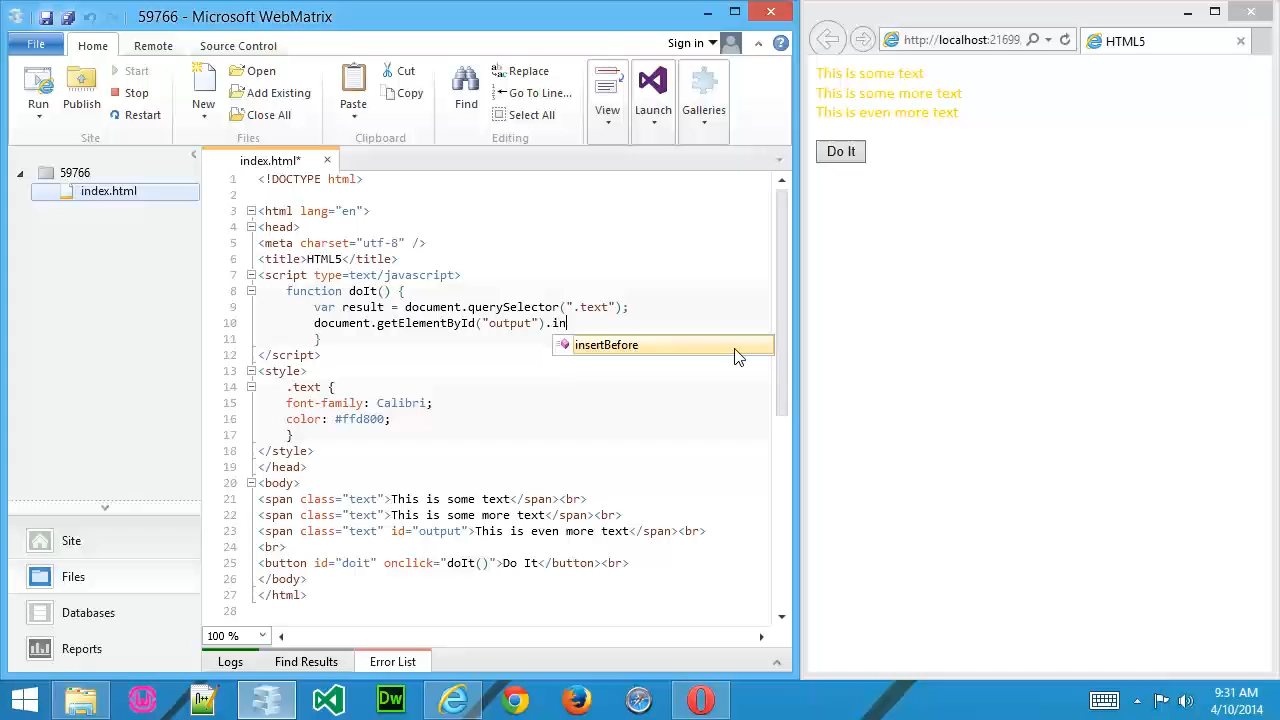 59766 - Microsoft WebMatrix
File
Home
Remote
Source Control
Sign in
Run
Publish
Start
Stop
Restart
Site
New
Open
Add Existing
Close All
Files
Paste
Cut
Copy
Clipboard
Find
Replace
Go To Line...
Select All
Editing
View
Launch
Galleries
59766
index.html
Site
Files
Databases
Reports
index.html*
1 <!DOCTYPE html>
2
3 <html lang="en">
4 <head>
5 <meta charset="utf-8" />
6 <title>HTML5</title>
7 <script type=text/javascript>
8 function doIt() {
9 var result = document.querySelector(".text");
10 document.getElementById("output").in
insertBefore
11 }
12 </script>
13 <style>
14 .text {
15 font-family: Calibri;
16 color: #ffd800;
17 }
18 </style>
19 </head>
20 <body>
21 <span class="text">This is some text</span><br>
22 <span class="text">This is some more text</span><br>
23 <span class="text" id="output">This is even more text</span><br>
24 <br>
25 <button id="doit" onclick="doIt()">Do It</button><br>
26 </body>
27 </html>
28
100 %
Logs
Find Results
Error List
http://localhost:21699
HTML5
This is some text
This is some more text
This is even more text
Do It
Dw
9:31 AM
4/10/2014